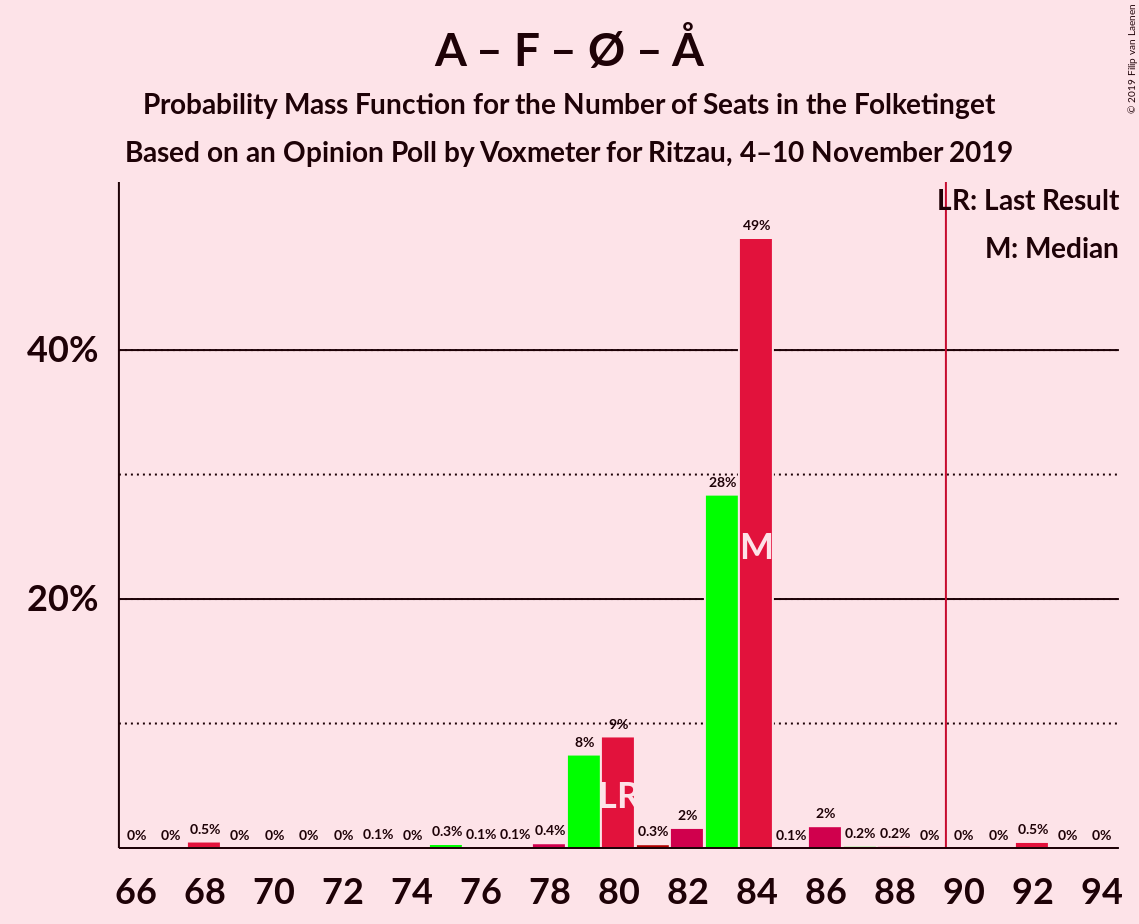 A – F – Ø – Å
Probability Mass Function for the Number of Seats in the Folketinget
Based on an Opinion Poll by Voxmeter for Ritzau, 4–10 November 2019
© 2019 Filip van Laenen
LR: Last Result
M: Median
40%
20%
0% 0% 0.5% 0% 0% 0% 0% 0.1% 0% 0.3% 0.1% 0.1% 0.4% 8% 9% 0.3% 2% 28% 49% 0.1% 2% 0.2% 0.2% 0% 0% 0% 0.5% 0% 0%
M
LR
66 68 70 72 74 76 78 80 82 84 86 88 90 92 94